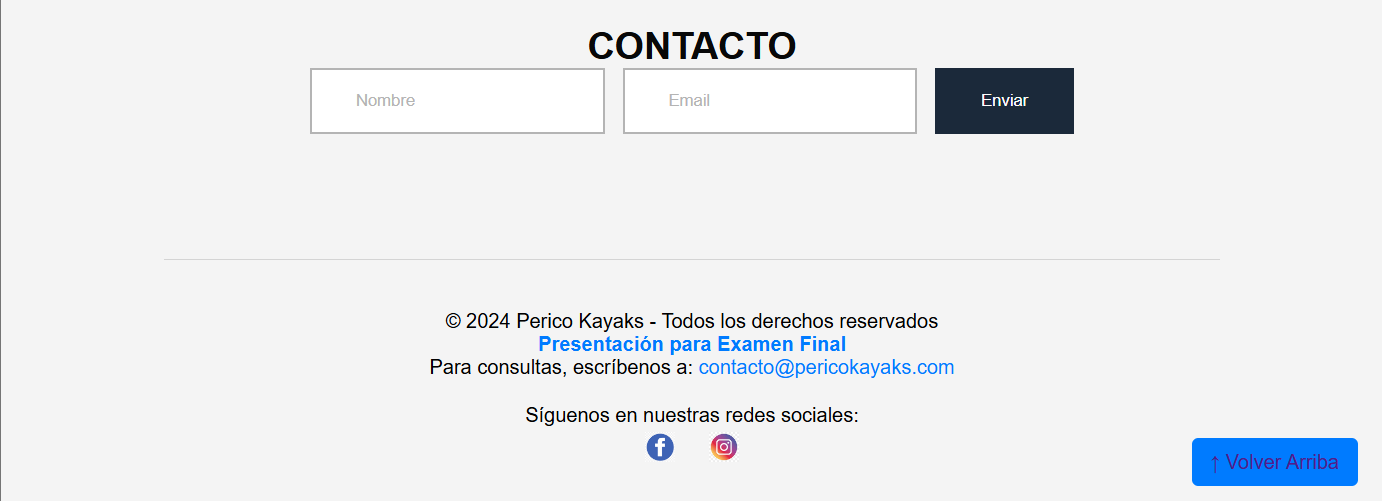 CONTACTO
Nombre
Email
Enviar
© 2024 Perico Kayaks - Todos los derechos reservados
Presentación para Examen Final
Para consultas, escríbenos a: contacto@pericokayaks.com
Síguenos en nuestras redes sociales:
↑ Volver Arriba